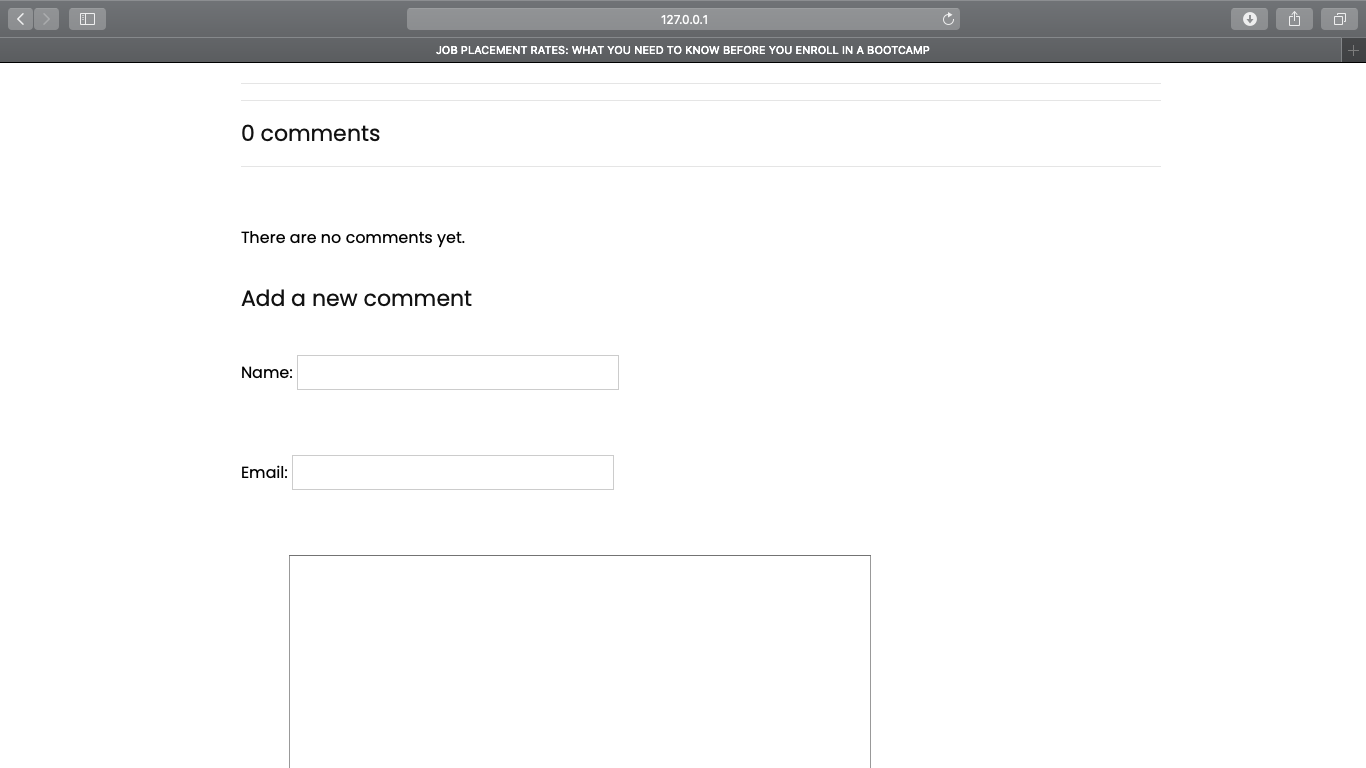 127.0.0.1
JOB PLACEMENT RATES: WHAT YOU NEED TO KNOW BEFORE YOU ENROLL IN A BOOTCAMP
0 comments
There are no comments yet.
Add a new comment
Name:
Email: